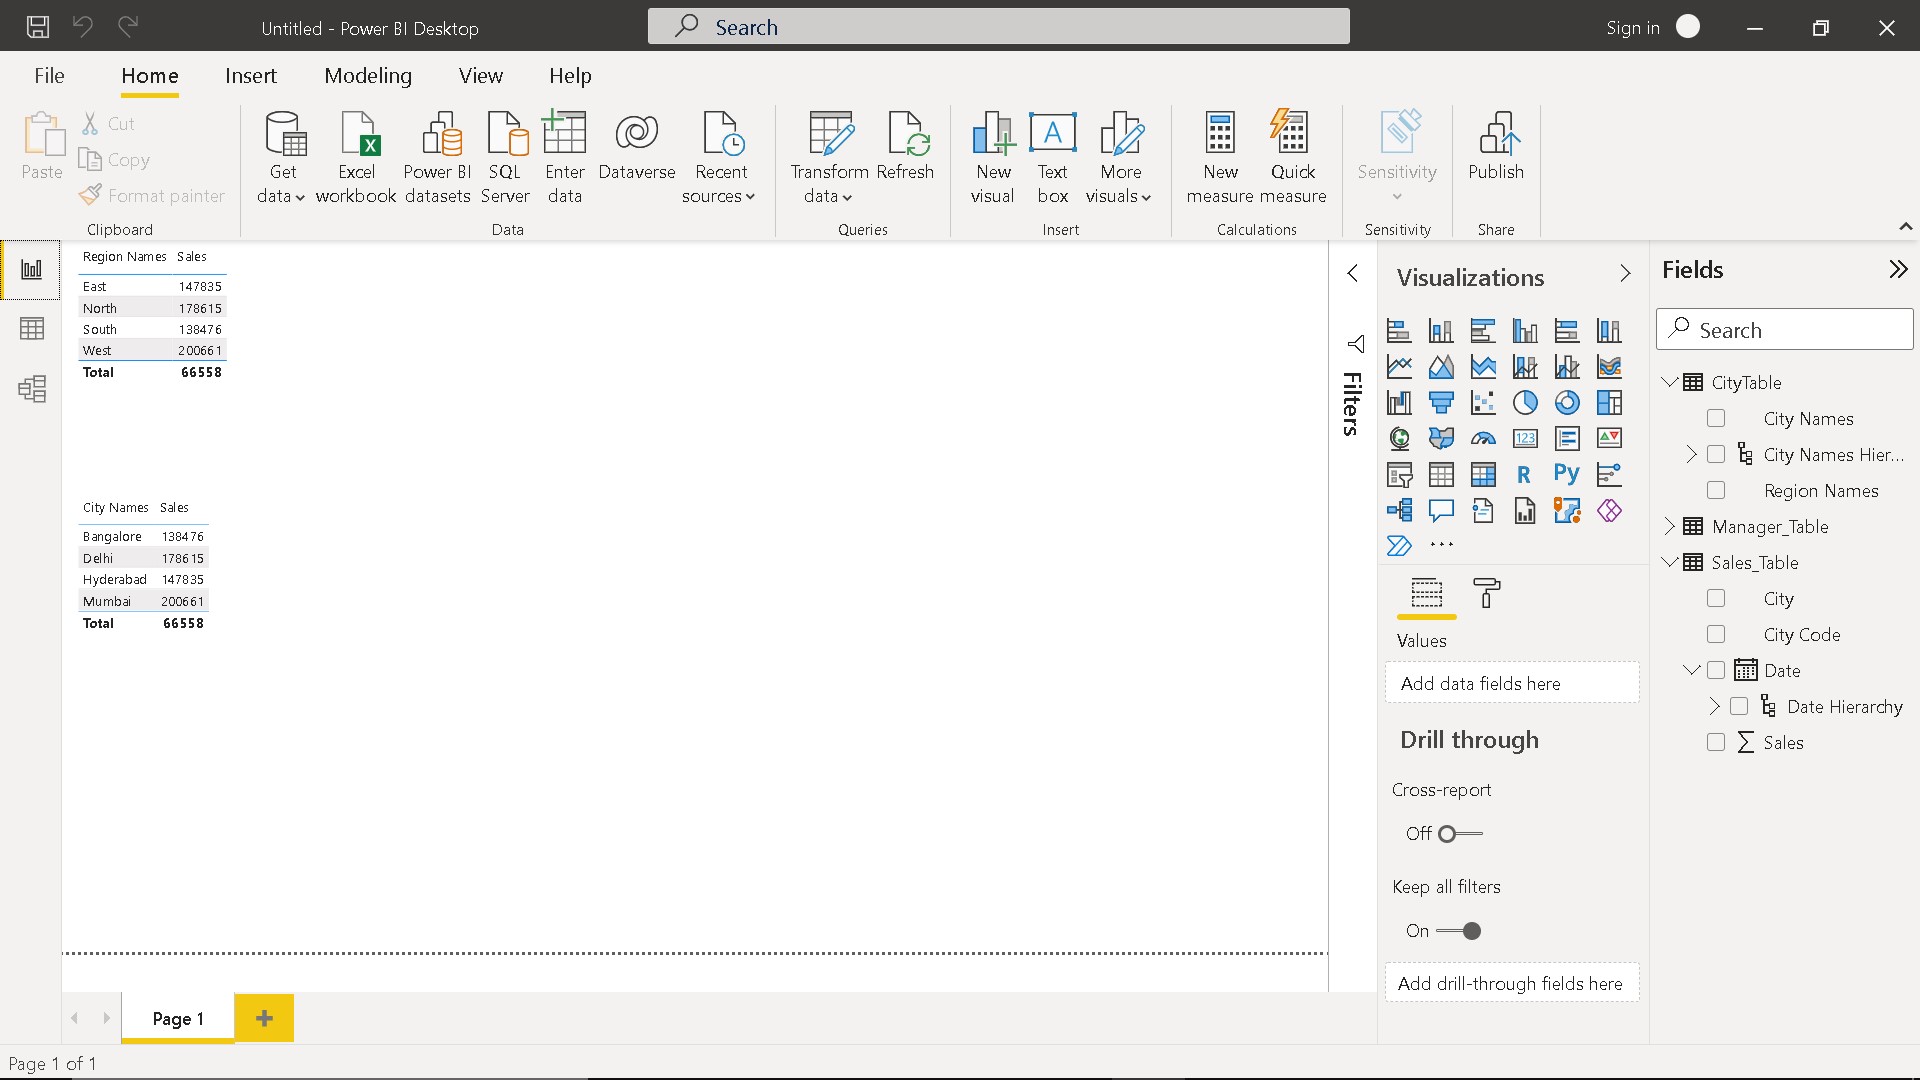 Untitled - Power BI Desktop
Search
Sign in
File Home Insert Modeling View Help
Paste
Cut
Copy
Format painter
Clipboard
Get data
Excel workbook
Power BI datasets
SQL Server
Enter data
Dataverse
Recent sources
Data
Transform data
Refresh
Queries
New visual
A
Text box
More visuals
Insert
New measure
Quick measure
Calculations
Sensitivity
Sensitivity
Publish
Share
Region Names Sales
East 147835
North 178615
South 138476
West 200661
Total 66558
City Names Sales
Bangalore 138476
Delhi 178615
Hyderabad 147835
Mumbai 200661
Total 66558
Filters
Visualizations
123
R
Py
Values
Add data fields here
Drill through
Cross-report
Off
Keep all filters
On
Add drill-through fields here
Fields
Search
CityTable
City Names
City Names Hier...
Region Names
Manager_Table
Sales_Table
City
City Code
Date
Date Hierarchy
Sales
Page 1
Page 1 of 1